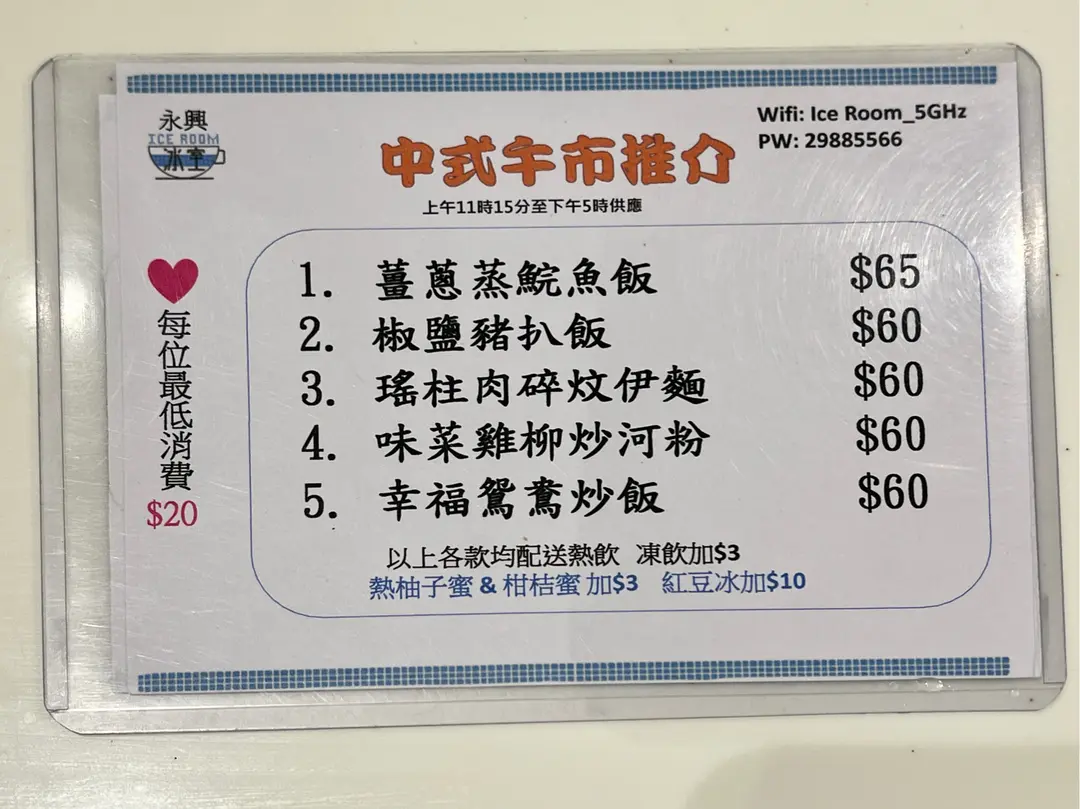 永興
ICE ROOM
冰室
Wifi: Ice Room_5GHz
PW: 29885566
中式午市推介
上午11時15分至下午5時供應
1. 薑蔥蒸鯇魚飯 $65
2. 椒鹽豬扒飯 $60
3. 瑤柱肉碎炆伊麵 $60
4. 味菜雞柳炒河粉 $60
5. 幸福鴛鴦炒飯 $60
以上各款均配送熱飲 凍飲加$3
熱柚子蜜 & 柑桔蜜 加$3 紅豆冰加$10
每位最低消費
$20